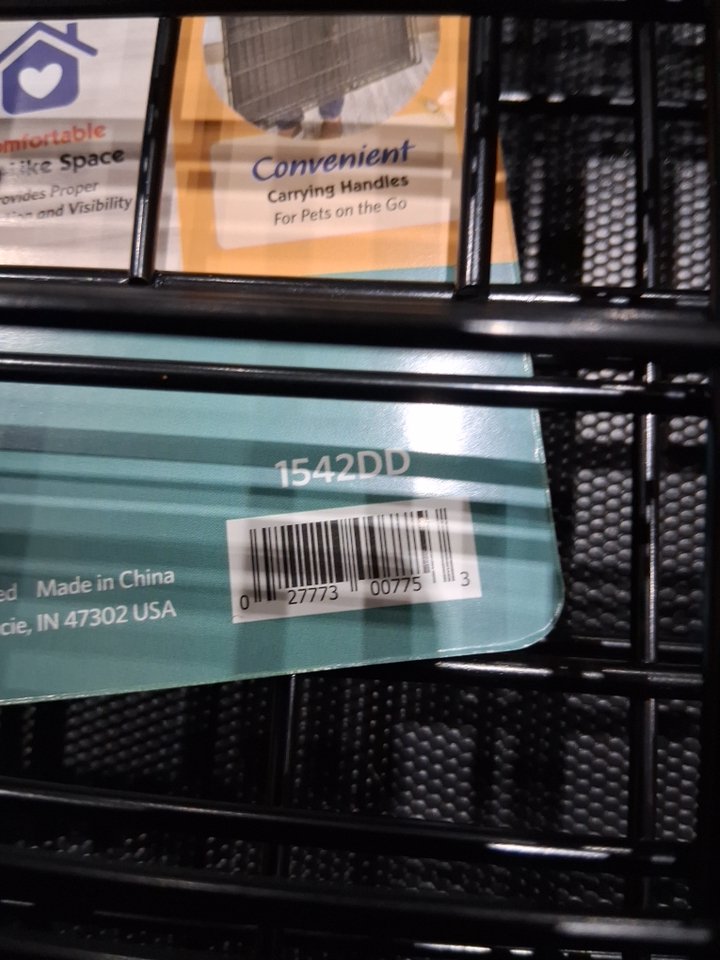 Space
Proper
and Visibility
Convenient
Carrying Handles
For Pets on the Go
1542DD
Made in China
IN 47302 USA
0 27773 00775 3